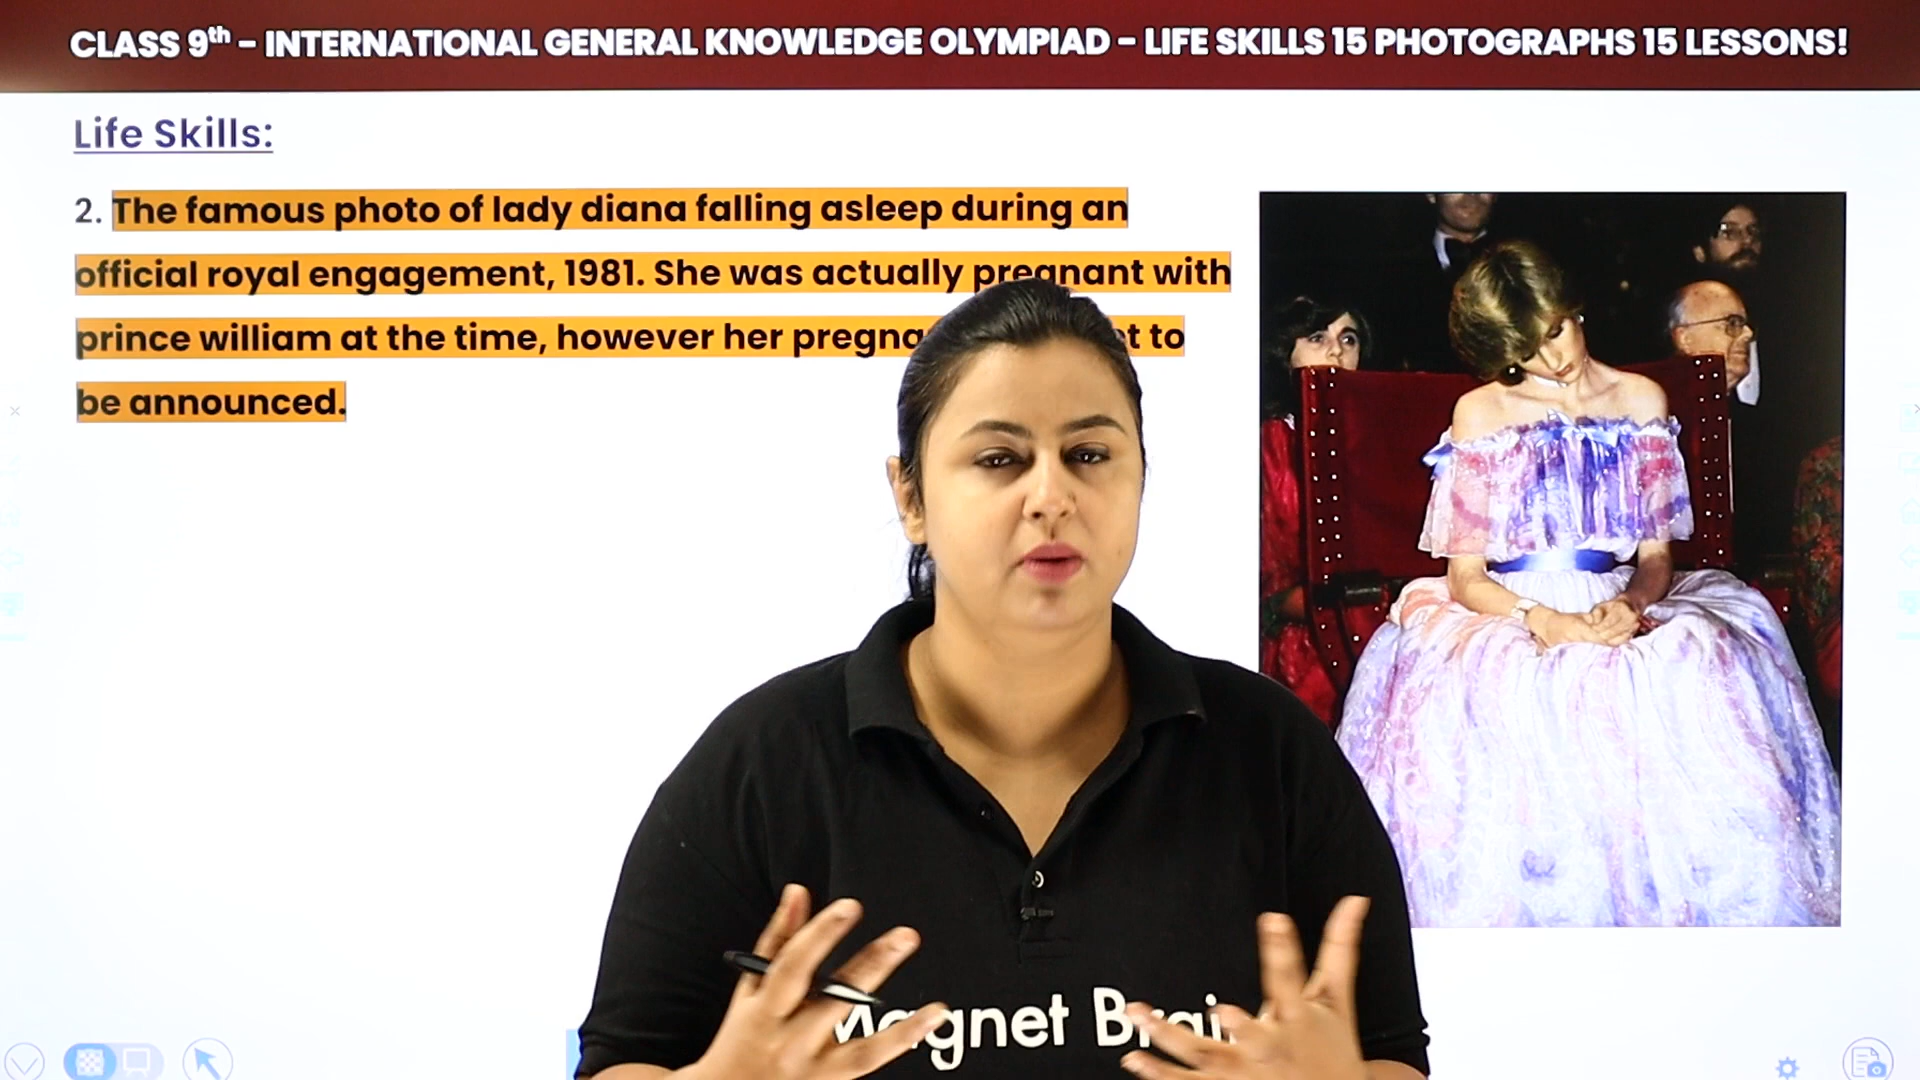 CLASS 9th - INTERNATIONAL GENERAL KNOWLEDGE OLYMPIAD - LIFE SKILLS 15 PHOTOGRAPHS 15 LESSONS!
Life Skills:
2. The famous photo of lady diana falling asleep during an
official royal engagement, 1981. She was actually pregnant with
prince william at the time, however her to
be announced.
Magnet